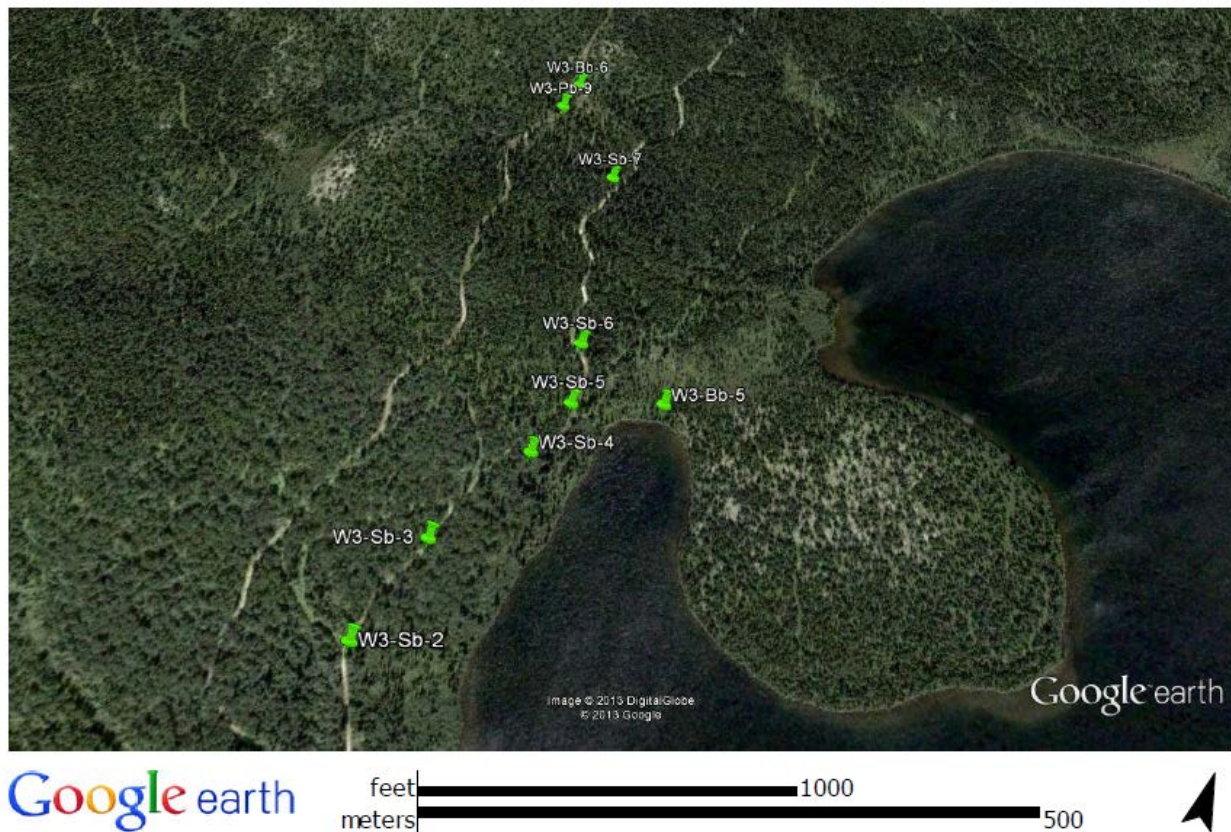 W3-Bb-6
W3-Pb-9
W3-Sb-7
W3-Sb-6
W3-Sb-5
W3-Bb-5
W3-Sb-4
W3-Sb-3
W3-Sb-2
Image © 2013 DigitalGlobe
© 2013 Google
Google earth
Google earth
feet 1000
meters 500